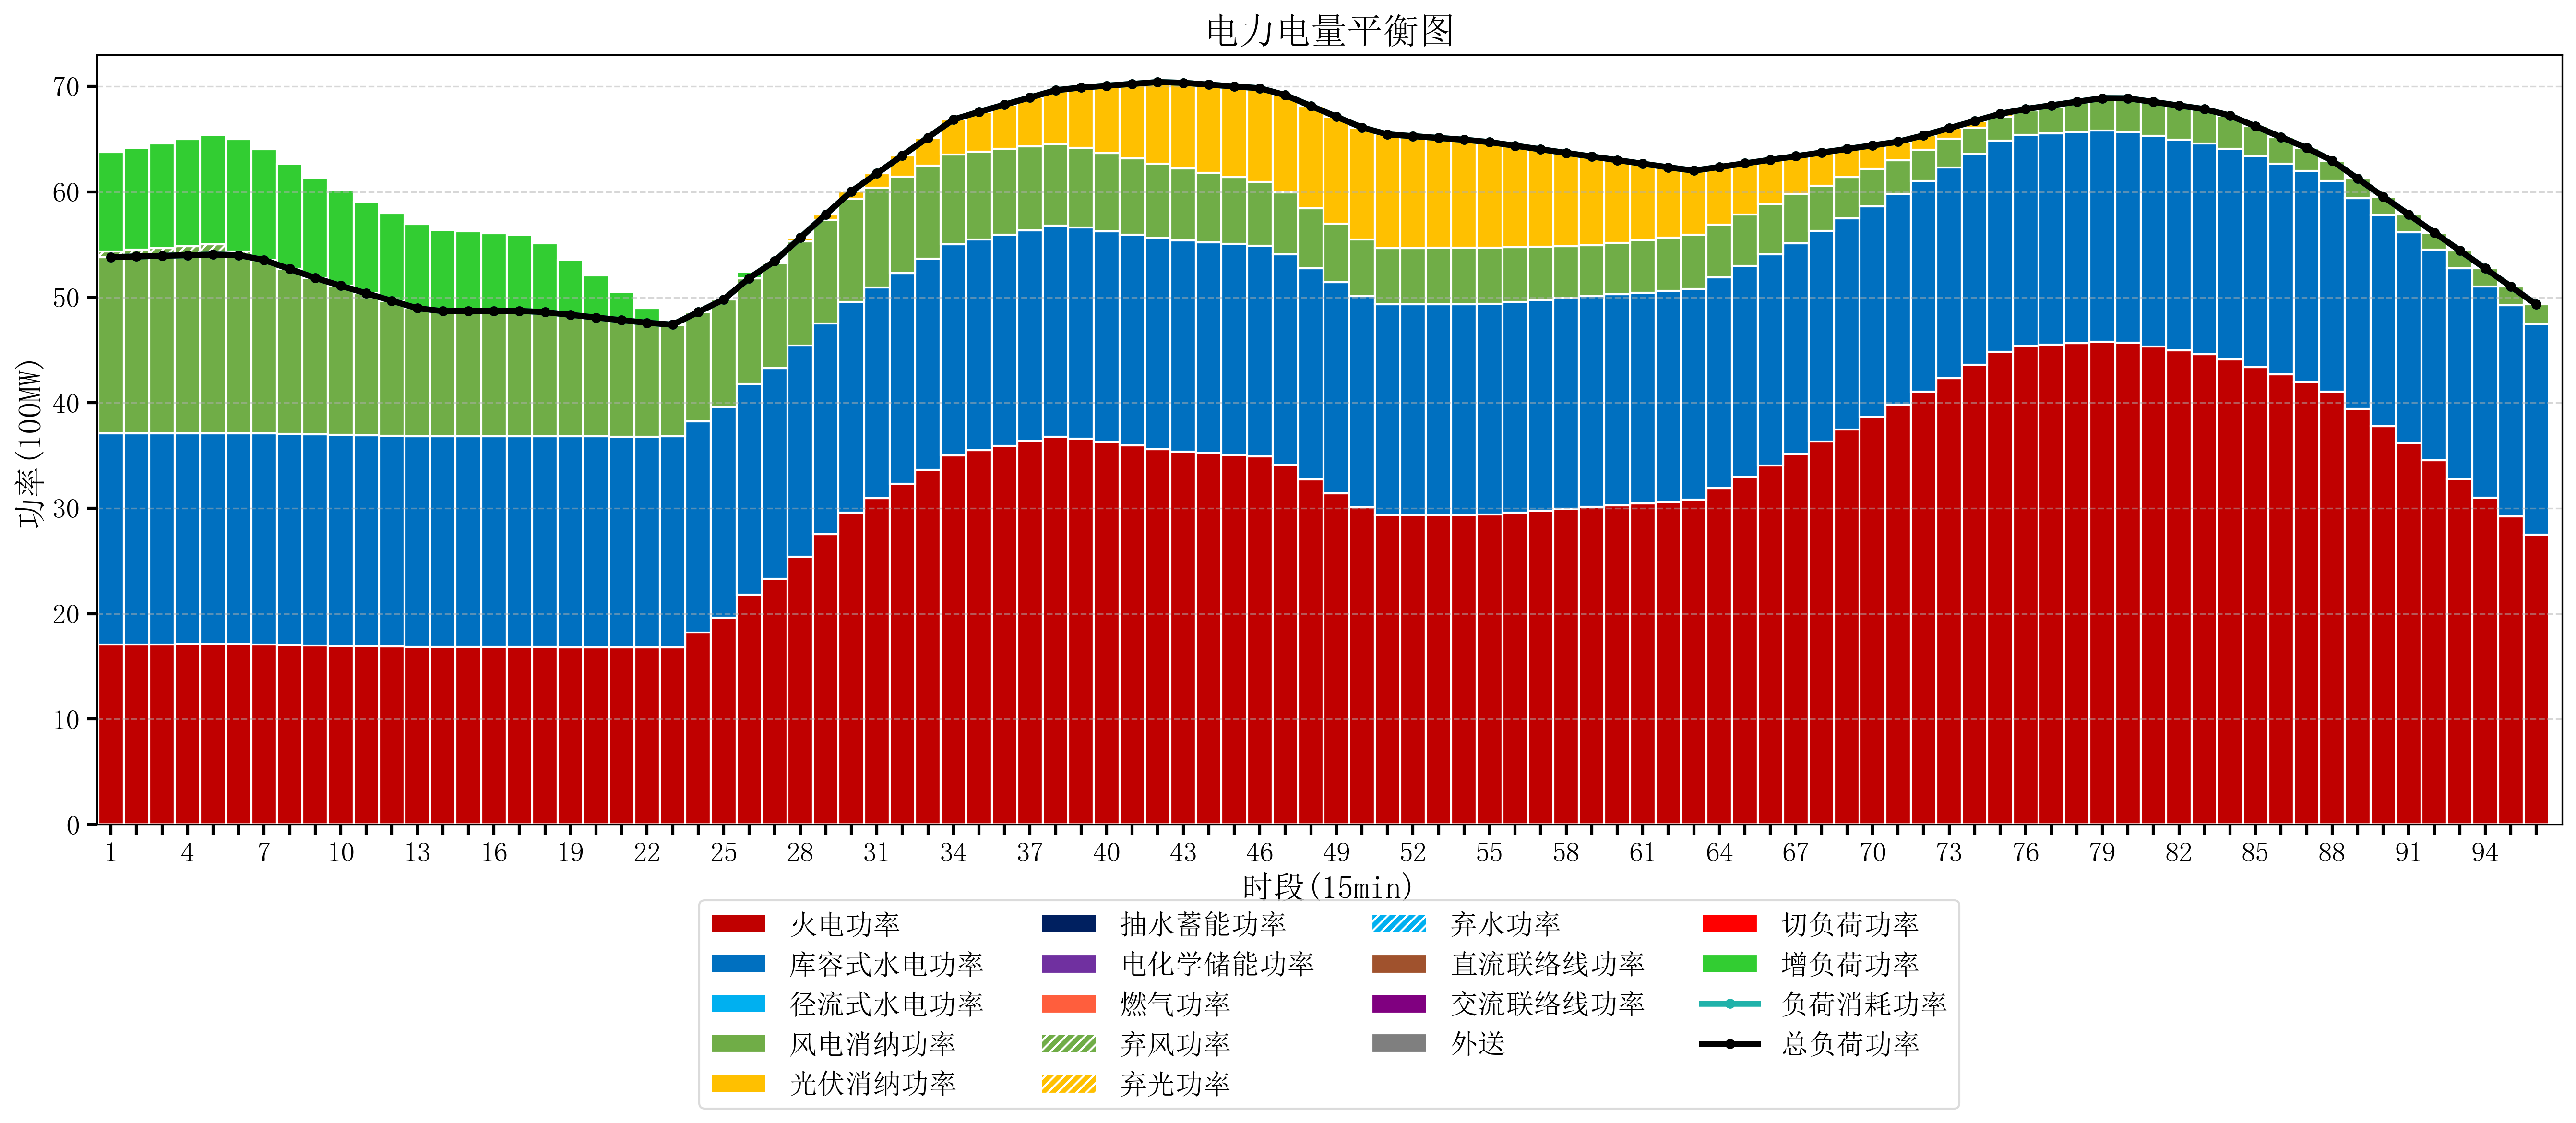 电力电量平衡图
功率(100MW)
70
60
50
40
30
20
10
0
1 4 7 10 13 16 19 22 25 28 31 34 37 40 43 46 49 52 55 58 61 64 67 70 73 76 79 82 85 88 91 94
时段(15min)
火电功率 抽水蓄能功率 弃水功率 切负荷功率
库容式水电功率 电化学储能功率 直流联络线功率 增负荷功率
径流式水电功率 燃气功率 交流联络线功率 负荷消耗功率
风电消纳功率 弃风功率 外送 总负荷功率
光伏消纳功率 弃光功率